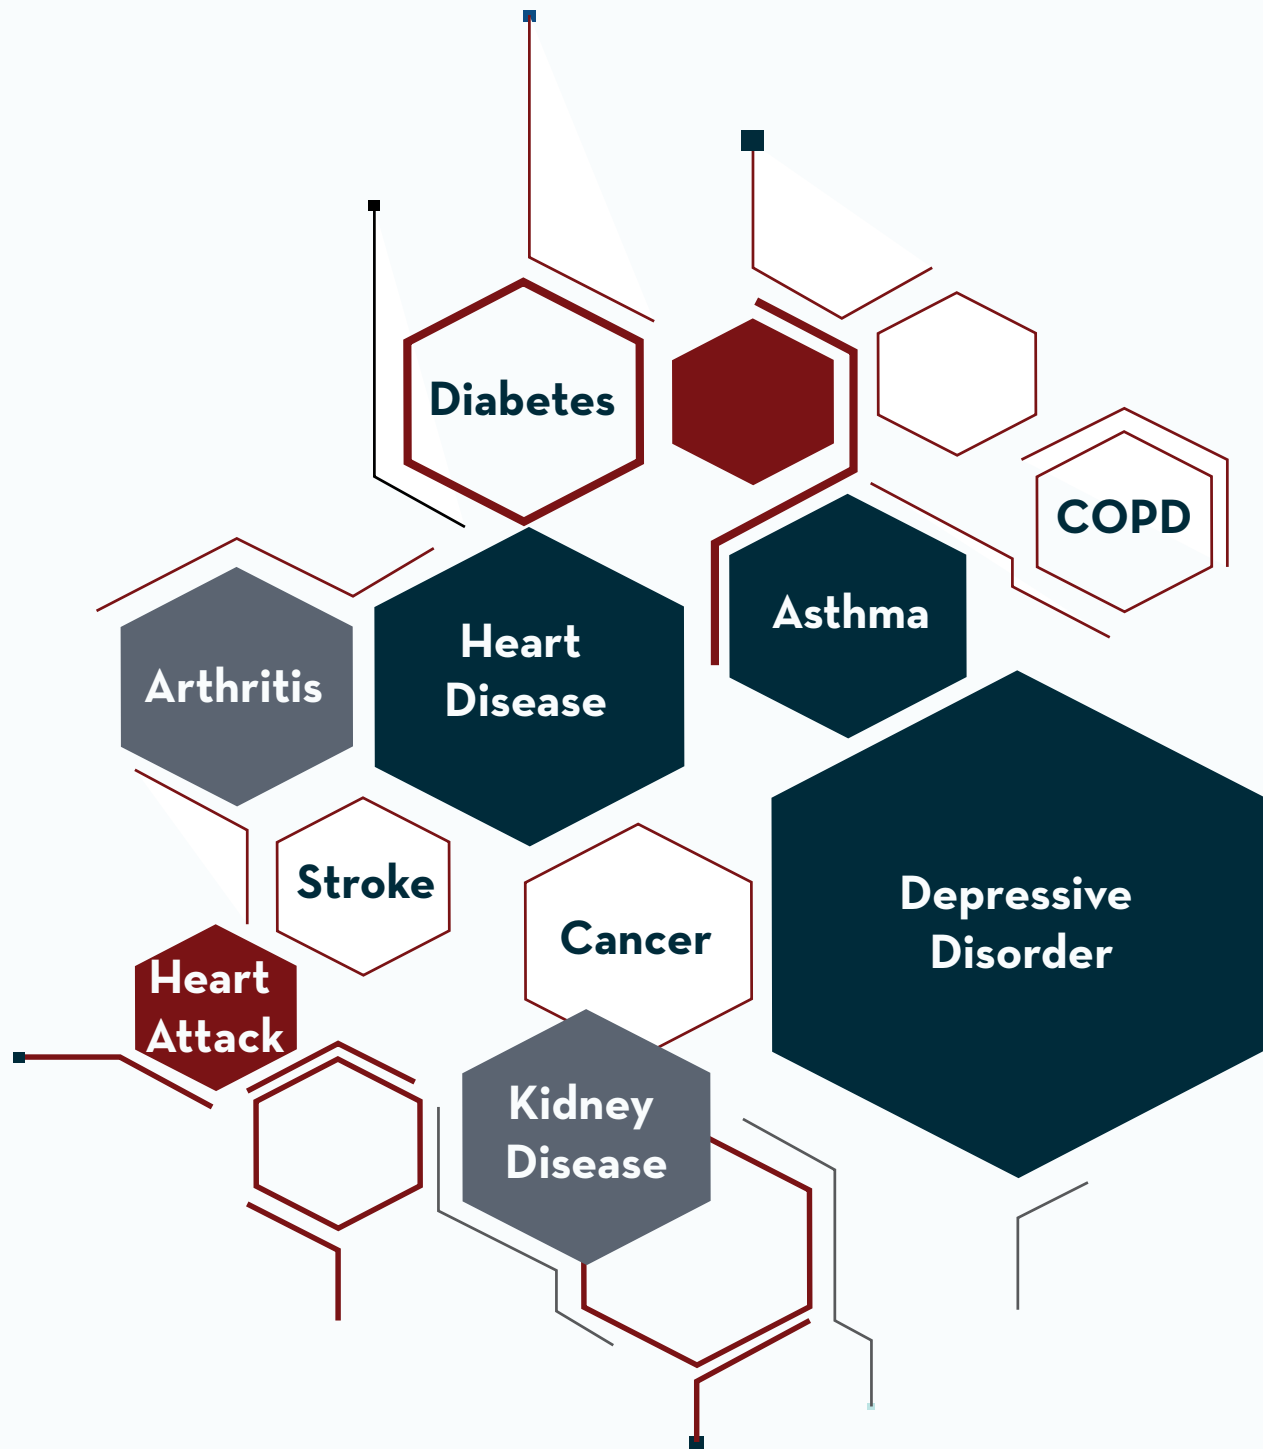 Diabetes
COPD
Asthma
Heart
Disease
Arthritis
Stroke
Depressive
Disorder
Cancer
Heart
Attack
Kidney
Disease